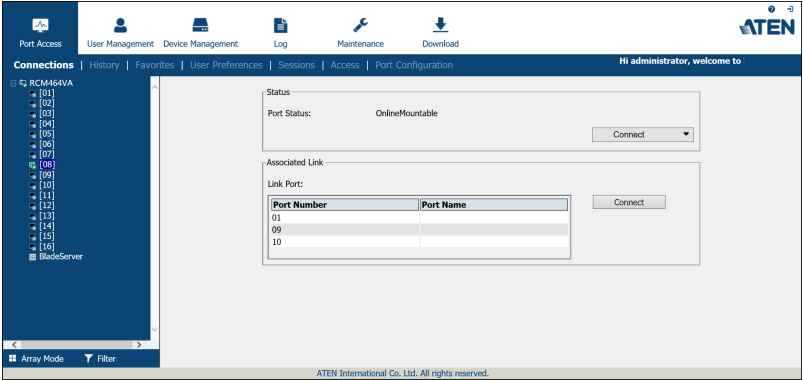 ATEN
Port Access
User Management
Device Management
Log
Maintenance
Download
Connections | History | Favorites | User Preferences | Sessions | Access | Port Configuration
Hi administrator, welcome to
RCM464VA
[01]
[02]
[03]
[04]
[05]
[06]
[07]
[08]
[09]
[10]
[11]
[12]
[13]
[14]
[15]
[16]
BladeServer
Array Mode
Filter
Status
Port Status: OnlineMountable
Connect
Associated Link
Link Port:
Port Number Port Name
01
09
10
Connect
ATEN International Co. Ltd. All rights reserved.